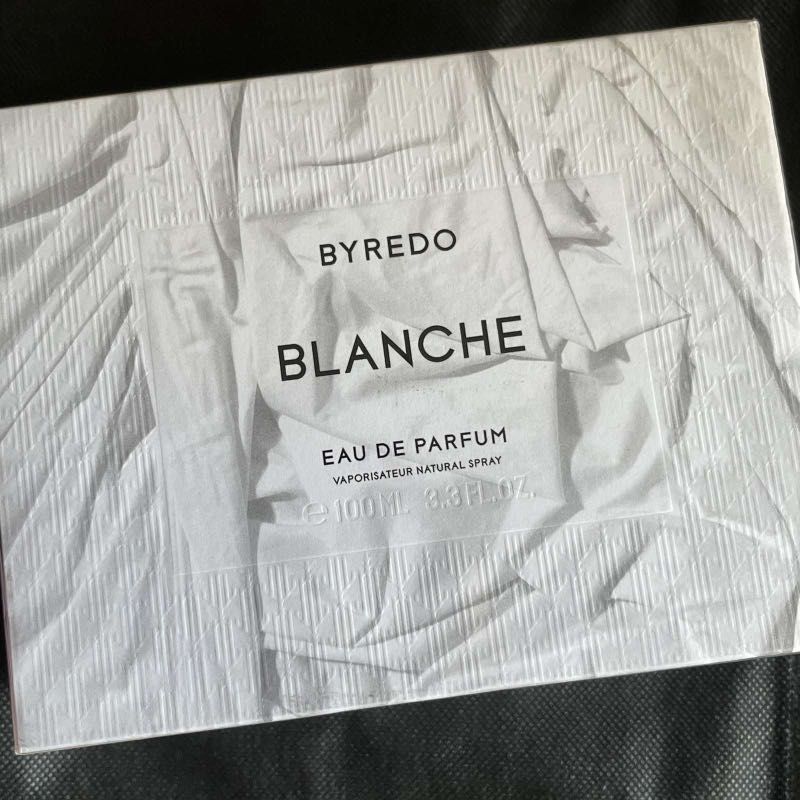 BYREDO
BLANCHE
EAU DE PARFUM
VAPORISATEUR NATURAL SPRAY
℮ 100 ML 3.3 FL.OZ.